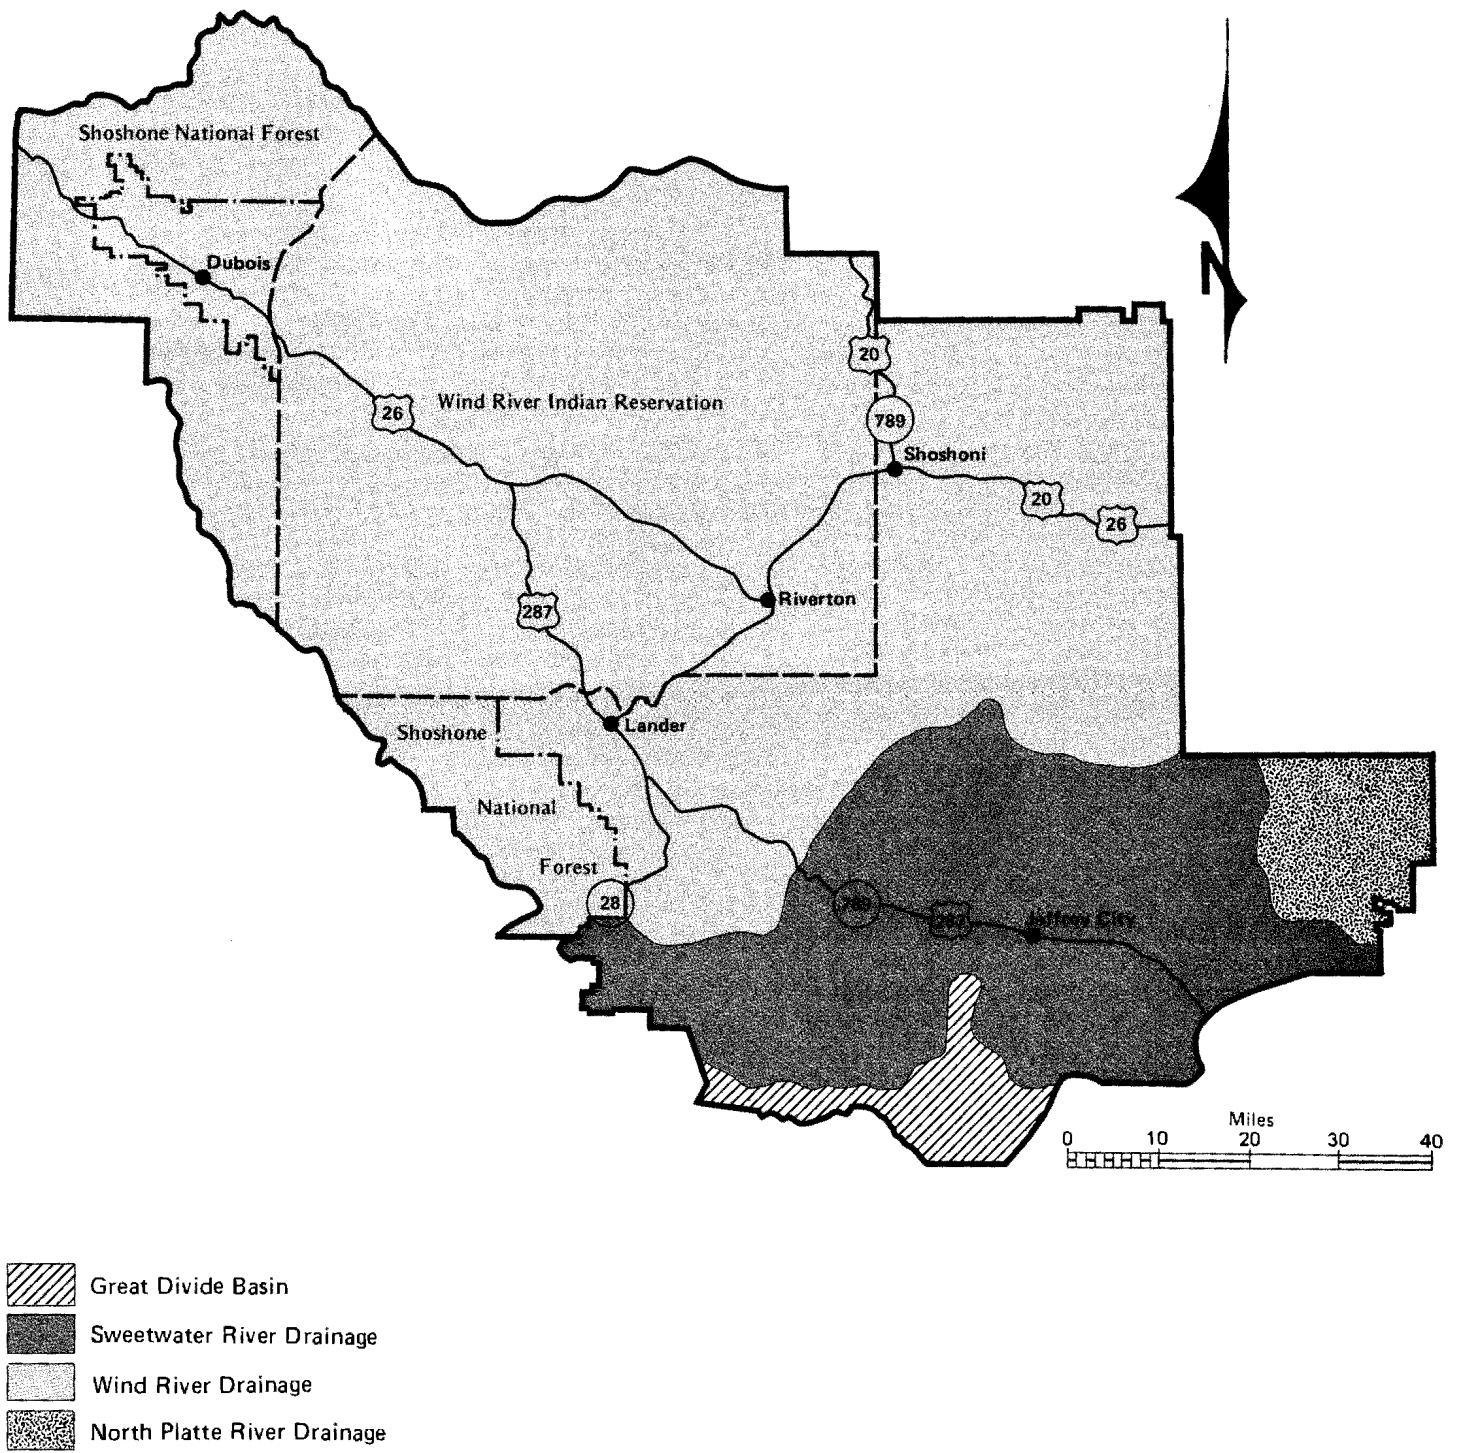 Shoshone National Forest
Dubois
20
26
Wind River Indian Reservation
789
Shoshoni
20
26
287
Riverton
Lander
Shoshone
National
Forest
28
789
287
Jeffrey City
N
Miles
0 10 20 30 40
Great Divide Basin
Sweetwater River Drainage
Wind River Drainage
North Platte River Drainage